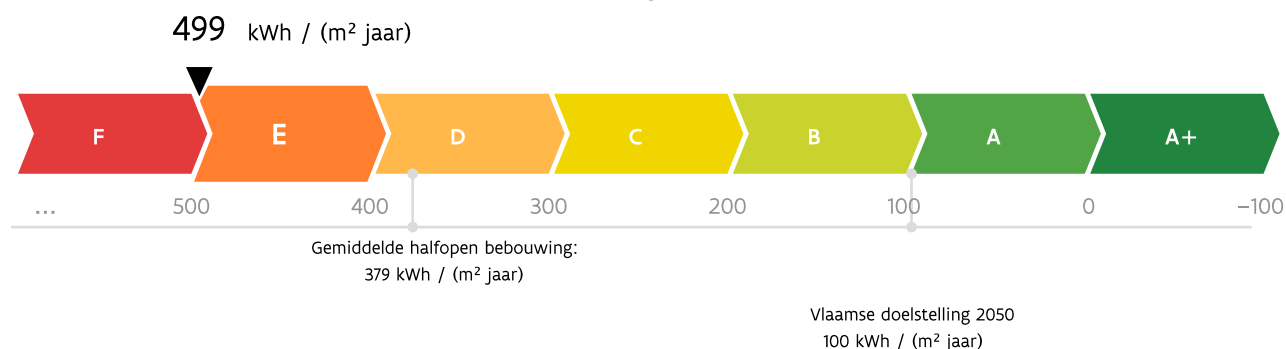 499 kWh / (m² jaar)
F E D C B A A+
... 500 400 300 200 100 0 −100
Gemiddelde halfopen bebouwing:
379 kWh / (m² jaar)
Vlaamse doelstelling 2050
100 kWh / (m² jaar)